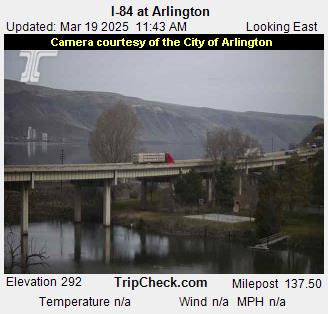 I-84 at Arlington
Updated: Mar 19 2025 11:43 AM Looking East
Camera courtesy of the City of Arlington
Elevation 292 TripCheck.com Milepost 137.50
Temperature n/a Wind n/a MPH n/a